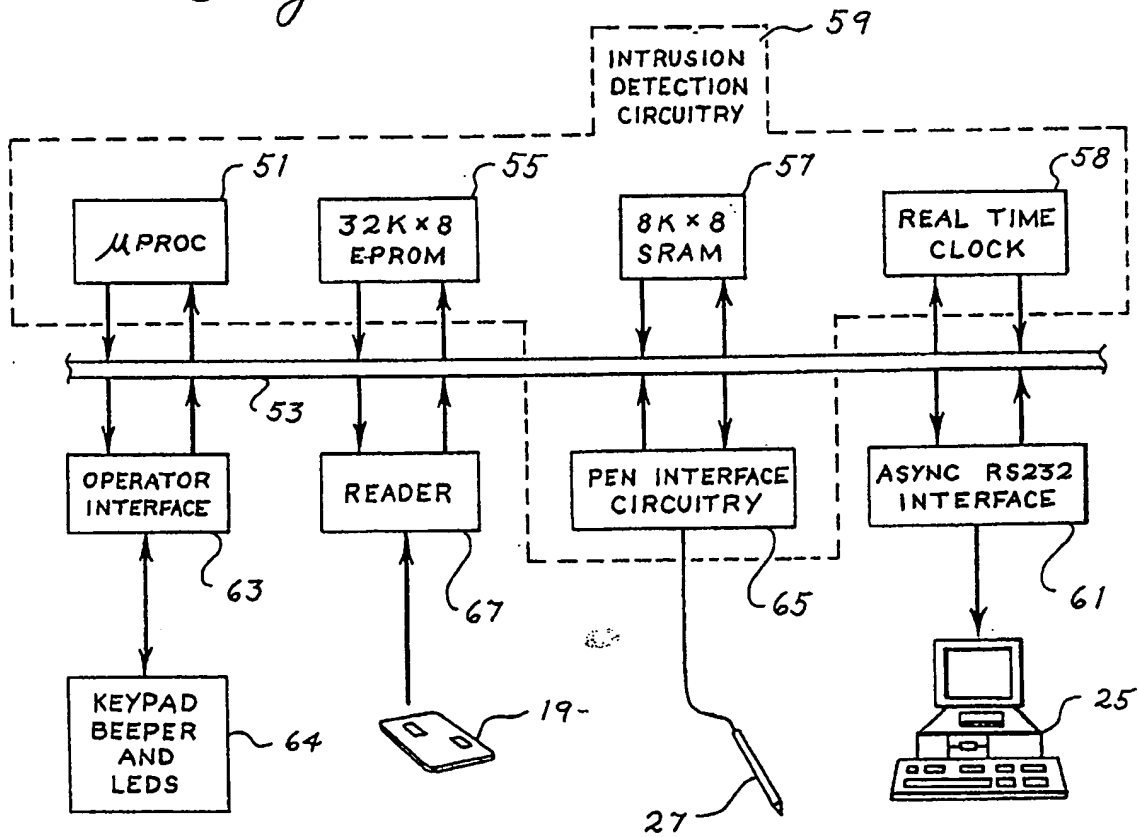 59
INTRUSION
DETECTION
CIRCUITRY
51
55
57
58
μPROC
32K×8
E-PROM
8K × 8
SRAM
REAL TIME
CLOCK
53
OPERATOR
INTERFACE
READER
PEN INTERFACE
CIRCUITRY
ASYNC RS232
INTERFACE
63
67
65
61
KEYPAD
BEEPER
AND
LEDS
64
19-
27
25